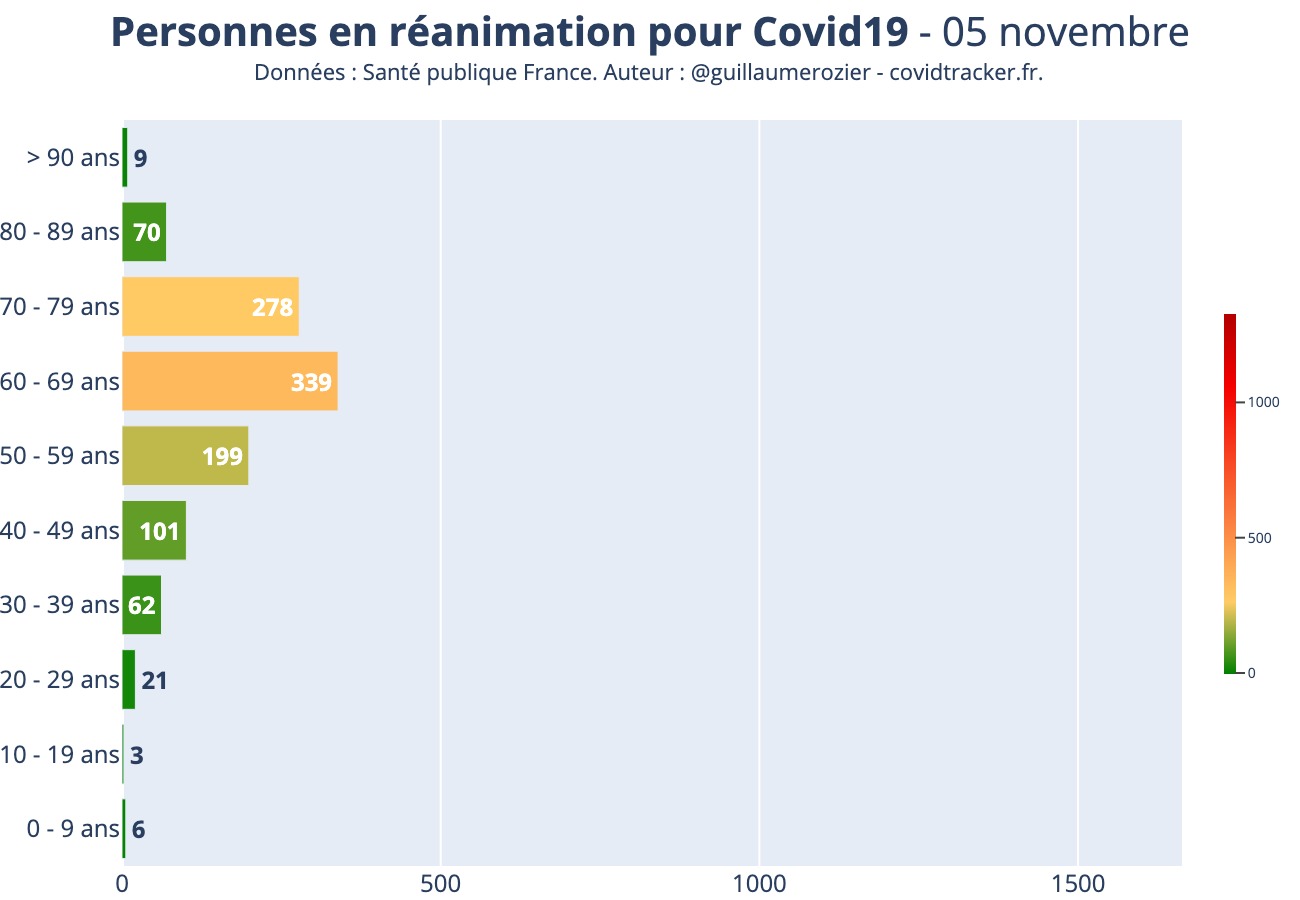 Personnes en réanimation pour Covid19 - 05 novembre
Données : Santé publique France. Auteur : @guillaumerozier - covidtracker.fr.
> 90 ans 9
80 - 89 ans 70
70 - 79 ans 278
60 - 69 ans 339
50 - 59 ans 199
40 - 49 ans 101
30 - 39 ans 62
20 - 29 ans 21
10 - 19 ans 3
0 - 9 ans 6
0 500 1000 1500
1000
500
0